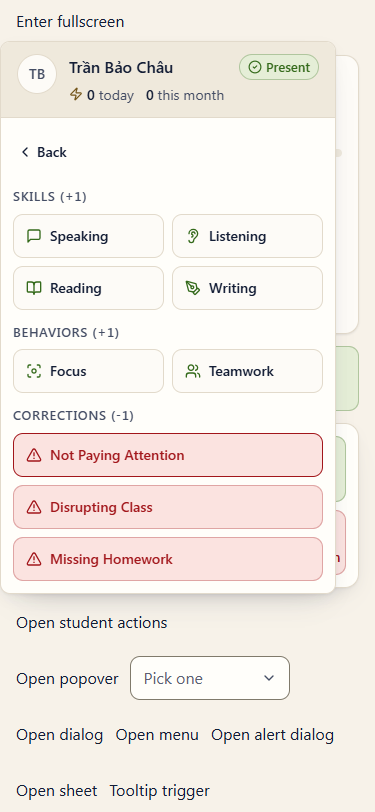 Enter fullscreen
TB
Trần Bảo Châu
Present
0 today 0 this month
Back
SKILLS (+1)
Speaking
Listening
Reading
Writing
BEHAVIORS (+1)
Focus
Teamwork
CORRECTIONS (-1)
Not Paying Attention
Disrupting Class
Missing Homework
Open student actions
Open popover
Pick one
Open dialog
Open menu
Open alert dialog
Open sheet
Tooltip trigger